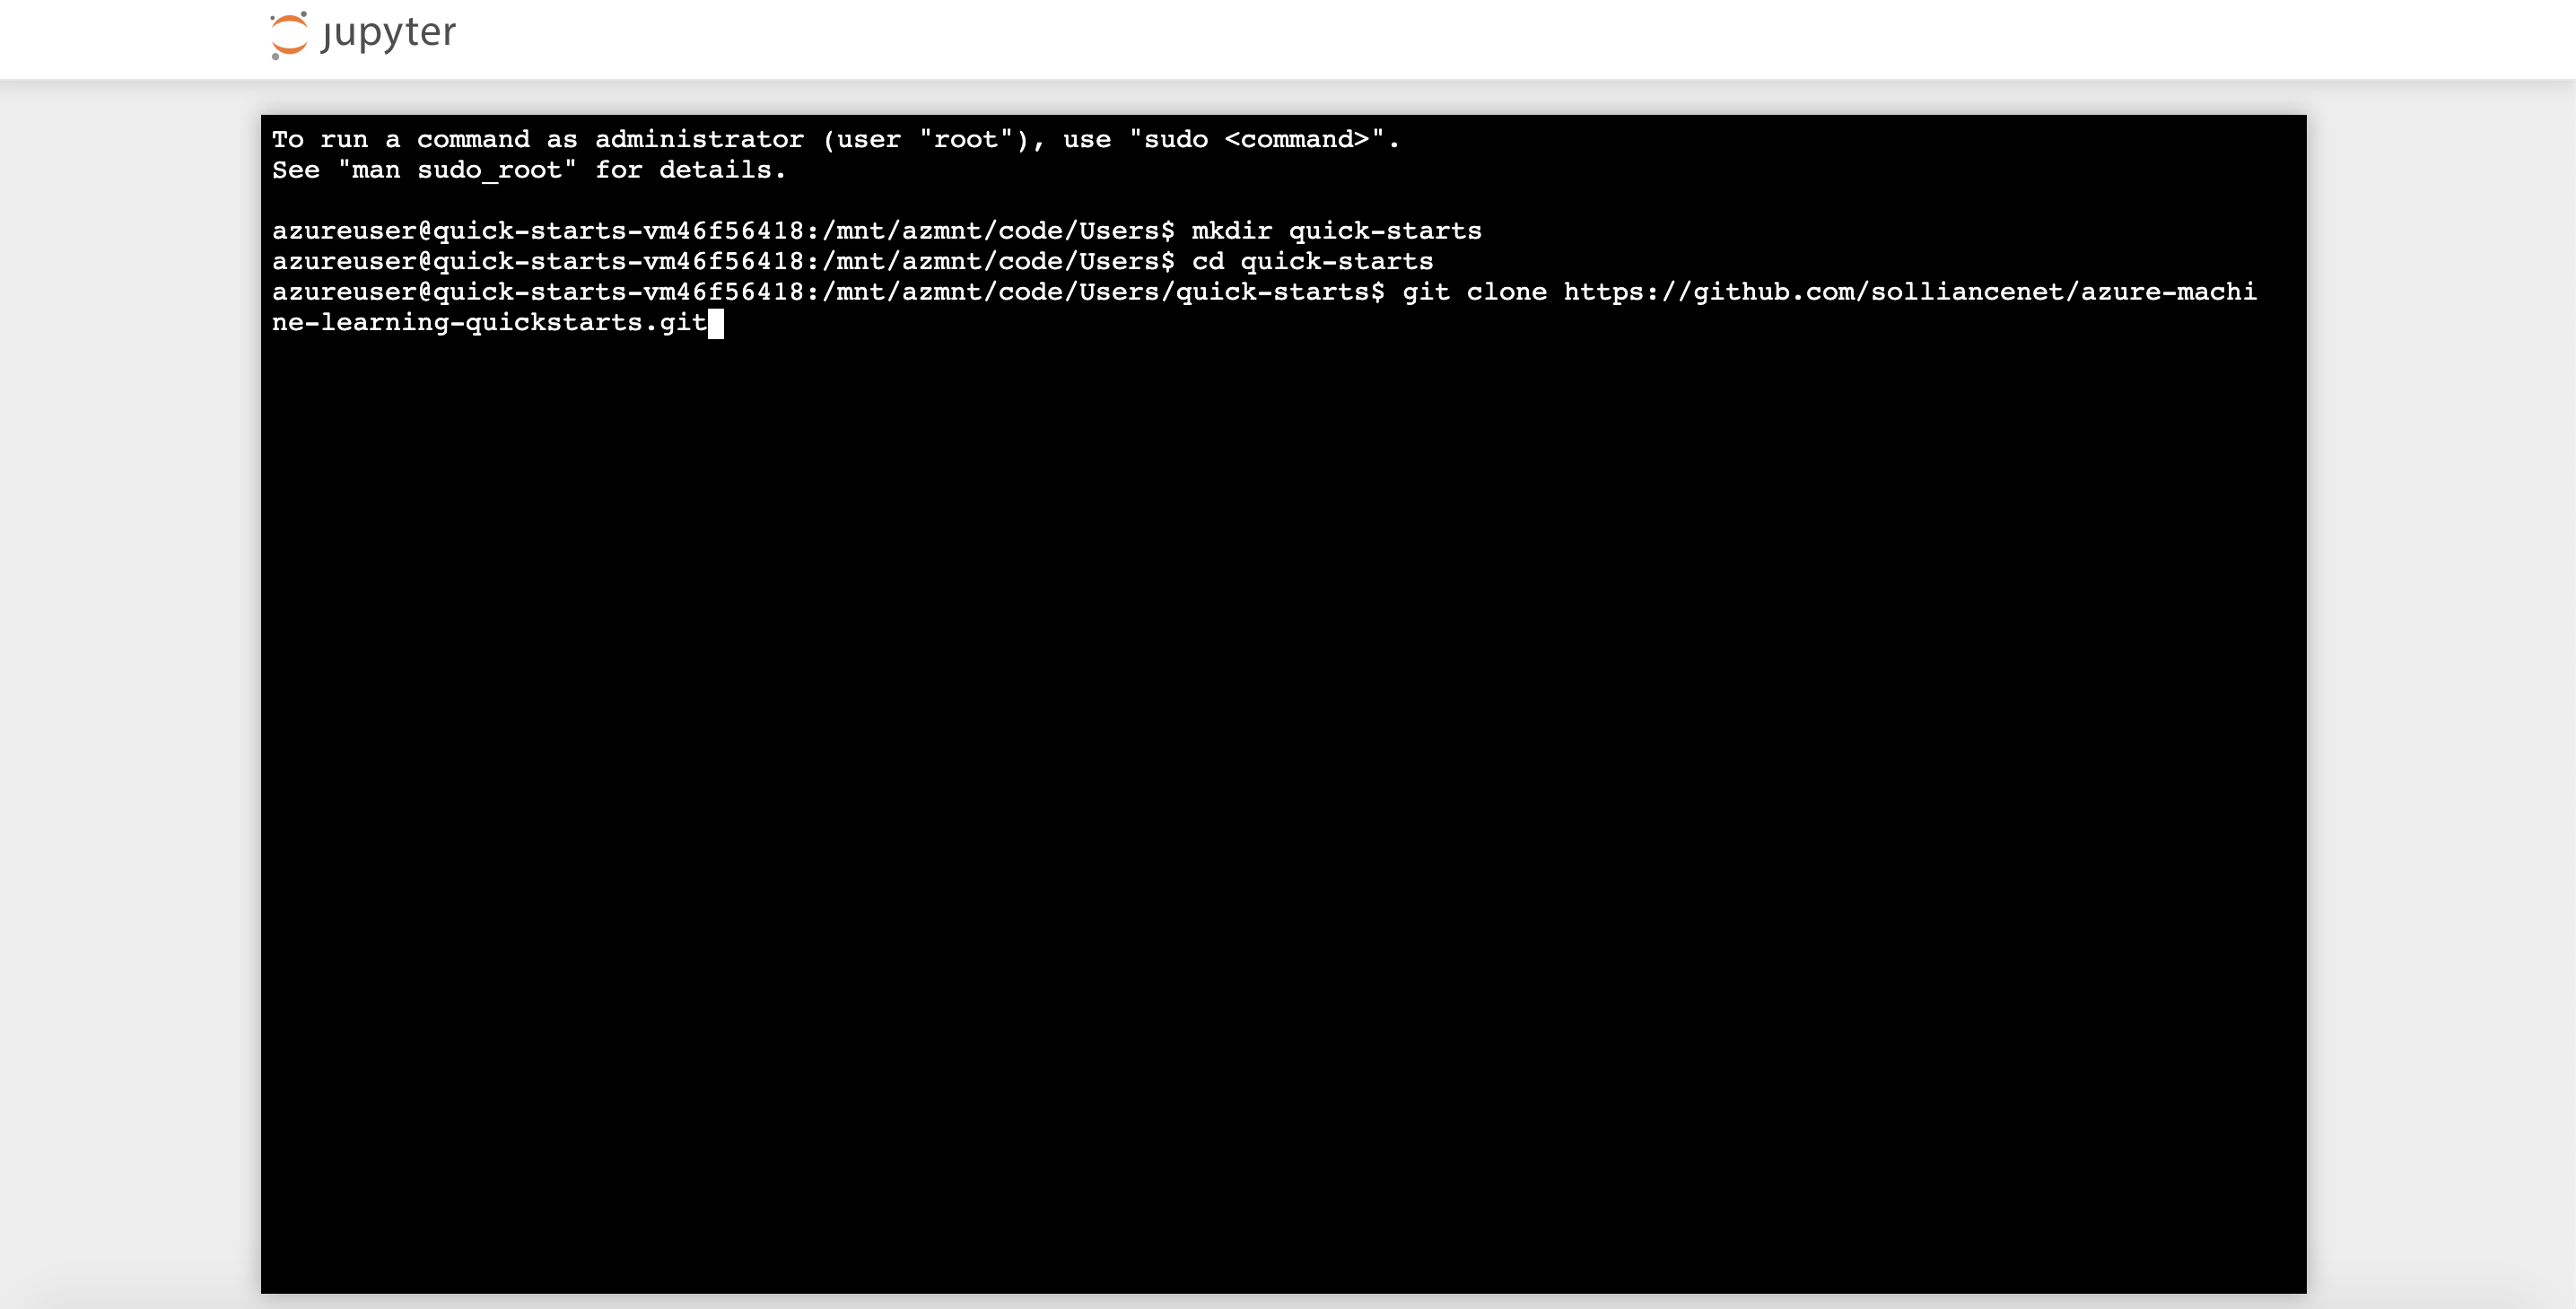 jupyter
To run a command as administrator (user "root"), use "sudo <command>".
See "man sudo_root" for details.
azureuser@quick-starts-vm46f56418:/mnt/azmnt/code/Users$ mkdir quick-starts
azureuser@quick-starts-vm46f56418:/mnt/azmnt/code/Users$ cd quick-starts
azureuser@quick-starts-vm46f56418:/mnt/azmnt/code/Users/quick-starts$ git clone https://github.com/solliancenet/azure-machi
ne-learning-quickstarts.git